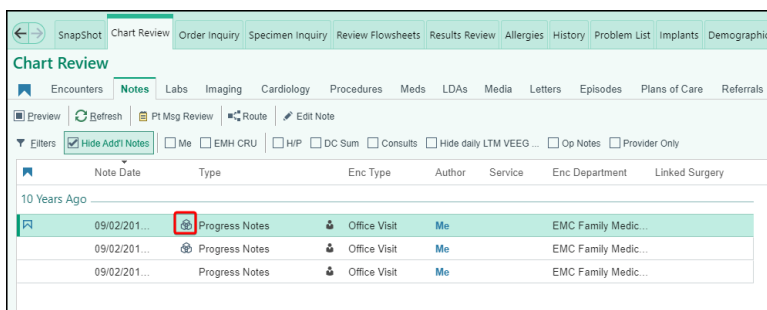 SnapShot Chart Review Order Inquiry Specimen Inquiry Review Flowsheets Results Review Allergies History Problem List Implants Demographic
Chart Review
Encounters Notes Labs Imaging Cardiology Procedures Meds LDAs Media Letters Episodes Plans of Care Referrals
Preview Refresh Pt Msg Review Route Edit Note
Filters Hide Add'l Notes Me EMH CRU H/P DC Sum Consults Hide daily LTM VEEG ... Op Notes Provider Only
Note Date Type Enc Type Author Service Enc Department Linked Surgery
10 Years Ago
09/02/201... Progress Notes Office Visit Me EMC Family Medic...
09/02/201... Progress Notes Office Visit Me EMC Family Medic...
09/02/201... Progress Notes Office Visit Me EMC Family Medic...